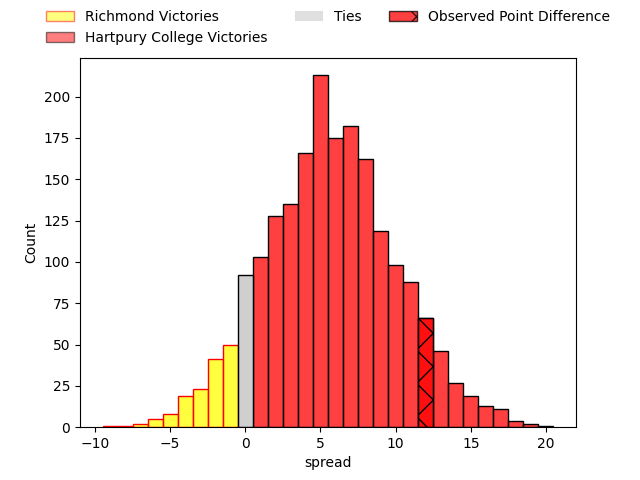 Richmond Victories
Hartpury College Victories
Ties
Observed Point Difference
200
175
150
125
100
75
50
25
0
Count
−10 −5 0 5 10 15 20
spread